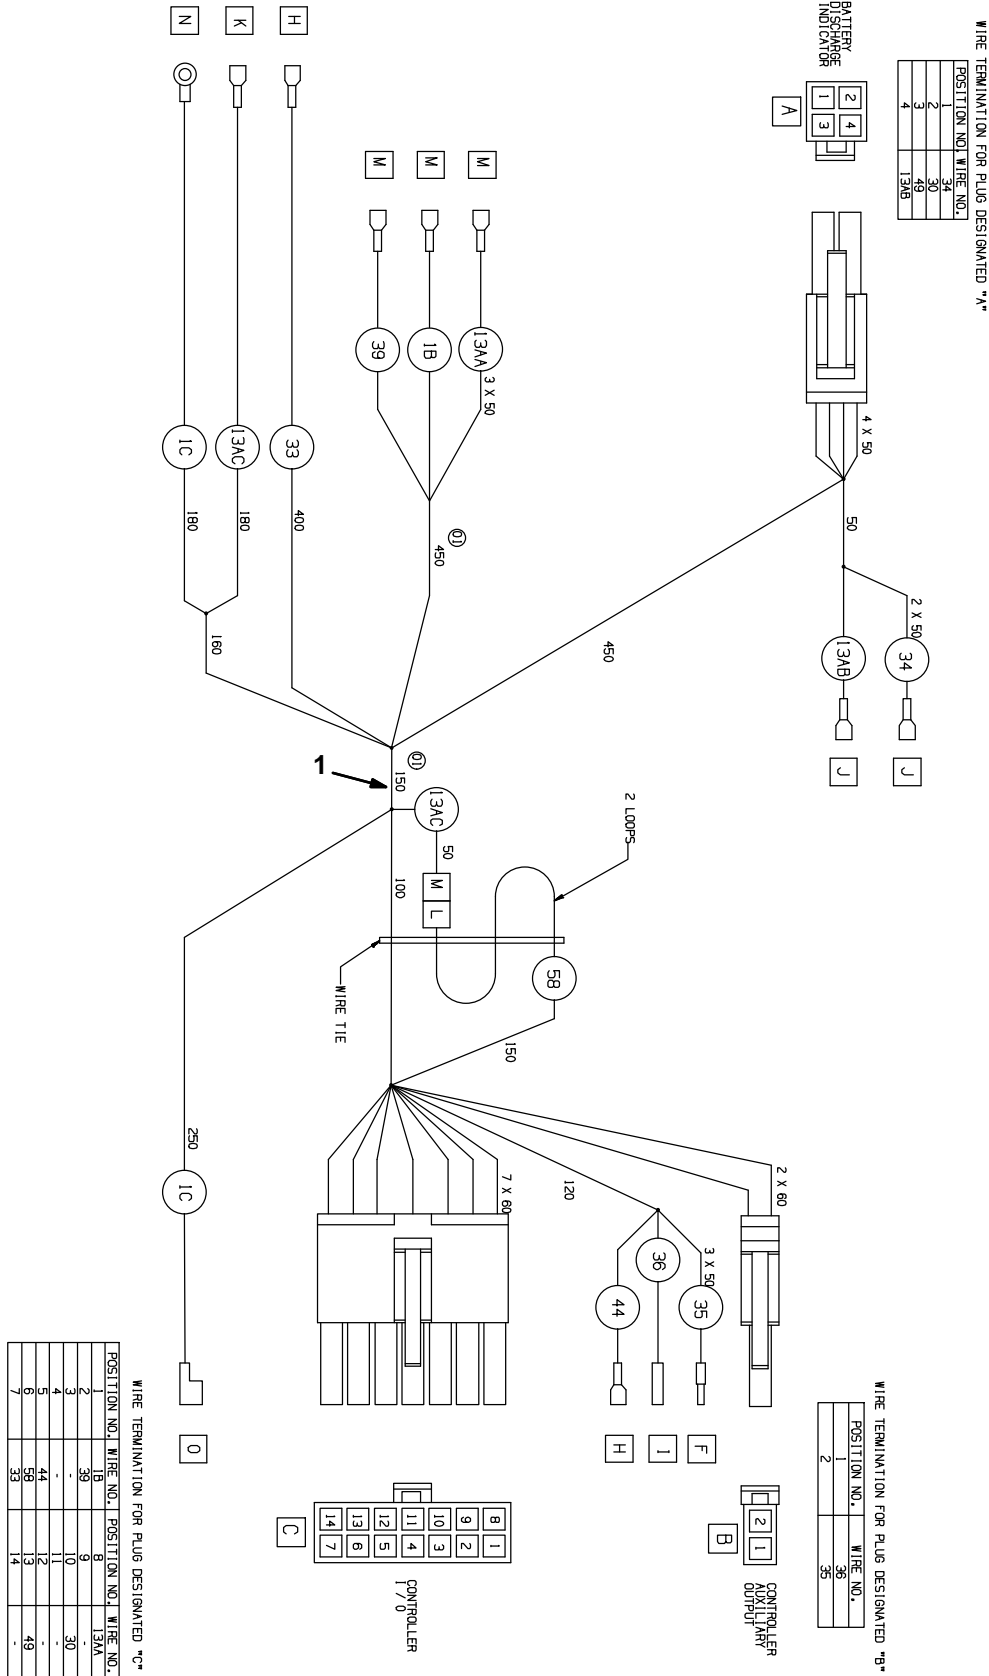 WIRE TERMINATION FOR PLUG DESIGNATED "A"
POSITION NO. WIRE NO.
1 34
2 30
3 49
4 13AB
BATTERY
DISCHARGE
INDICATOR
2 4
1 3
A
4 X 50
50
2 X 50
34
13AB
J
J
450
M
M
M
13AA
1B
39
3 X 50
01
450
H
K
N
33
13AC
1C
400
180
180
160
1
01
150
13AC
50
M
L
100
2 LOOPS
WIRE TIE
58
150
250
1C
O
2 X 60
120
3 X 50
35
36
44
F
I
H
7 X 60
WIRE TERMINATION FOR PLUG DESIGNATED "B"
POSITION NO. WIRE NO.
1 36
2 35
2 1
B
CONTROLLER
AUXILIARY
OUTPUT
8 1
9 2
10 3
11 4
12 5
13 6
14 7
C
CONTROLLER
I / O
WIRE TERMINATION FOR PLUG DESIGNATED "C"
POSITION NO. WIRE NO. POSITION NO. WIRE NO.
1 1B 8 13AA
2 39 9 -
3 - 10 30
4 - 11 -
5 44 12 -
6 58 13 49
7 33 14 -